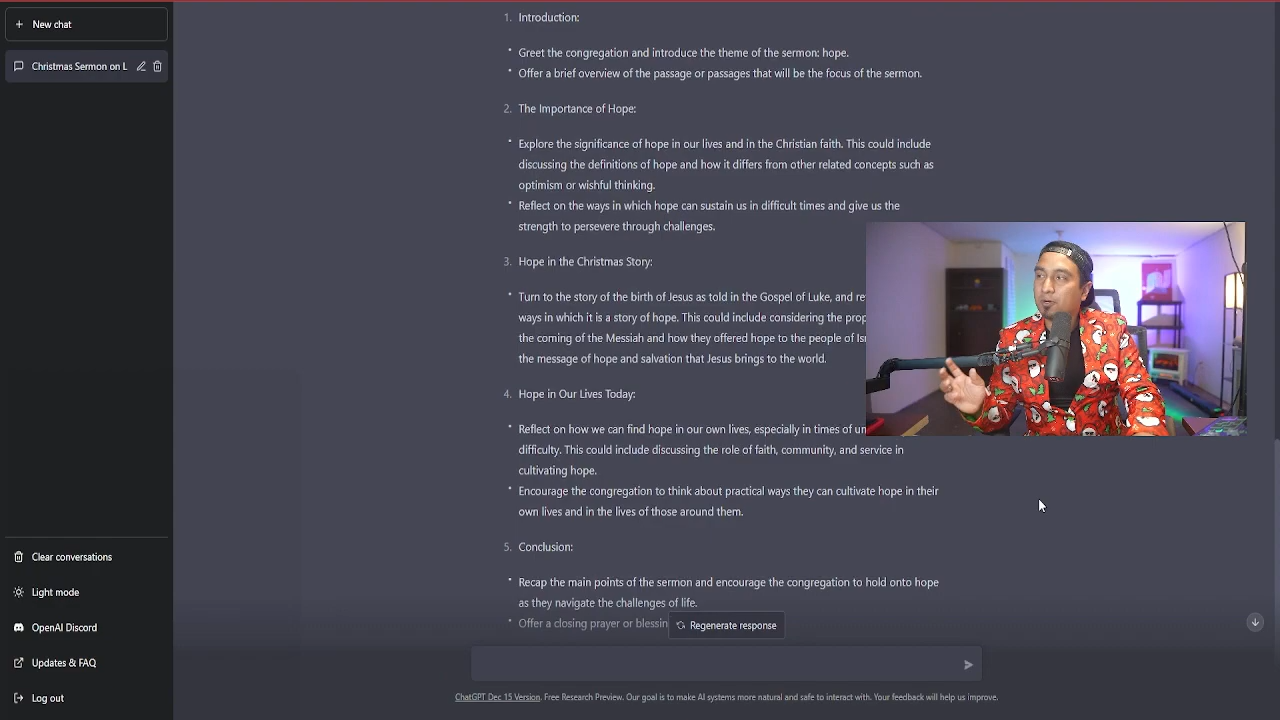 New chat
Christmas Sermon on L
Clear conversations
Light mode
OpenAI Discord
Updates & FAQ
Log out
1. Introduction:
• Greet the congregation and introduce the theme of the sermon: hope.
• Offer a brief overview of the passage or passages that will be the focus of the sermon.
2. The Importance of Hope:
• Explore the significance of hope in our lives and in the Christian faith. This could include
discussing the definitions of hope and how it differs from other related concepts such as
optimism or wishful thinking.
• Reflect on the ways in which hope can sustain us in difficult times and give us the
strength to persevere through challenges.
3. Hope in the Christmas Story:
• Turn to the story of the birth of Jesus as told in the Gospel of Luke, and
ways in which it is a story of hope. This could include considering the
the coming of the Messiah and how they offered hope to the people of
the message of hope and salvation that Jesus brings to the world.
4. Hope in Our Lives Today:
• Reflect on how we can find hope in our own lives, especially in times of
difficulty. This could include discussing the role of faith, community, and service in
cultivating hope.
• Encourage the congregation to think about practical ways they can cultivate hope in their
own lives and in the lives of those around them.
5. Conclusion:
• Recap the main points of the sermon and encourage the congregation to hold onto hope
as they navigate the challenges of life.
• Offer a closing prayer or blessin
Regenerate response
ChatGPT Dec 15 Version. Free Research Preview. Our goal is to make AI systems more natural and safe to interact with. Your feedback will help us improve.